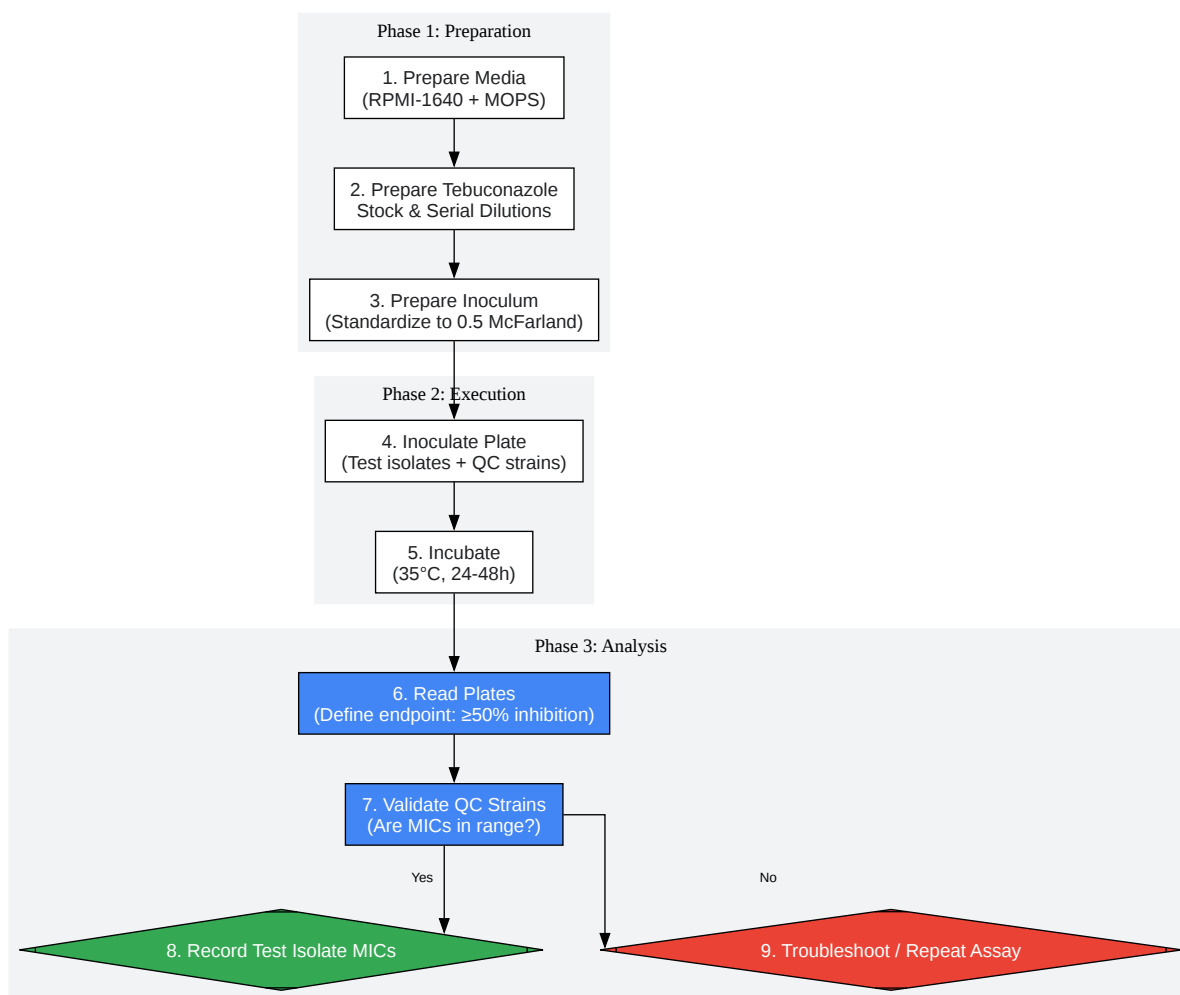 Phase 1: Preparation
1. Prepare Media
(RPMI-1640 + MOPS)
2. Prepare Tebuconazole
Stock & Serial Dilutions
3. Prepare Inoculum
(Standardize to 0.5 McFarland)
Phase 2: Execution
4. Inoculate Plate
(Test isolates + QC strains)
5. Incubate
(35°C, 24-48h)
Phase 3: Analysis
6. Read Plates
(Define endpoint: ≥50% inhibition)
7. Validate QC Strains
(Are MICs in range?)
Yes
No
8. Record Test Isolate MICs
9. Troubleshoot / Repeat Assay